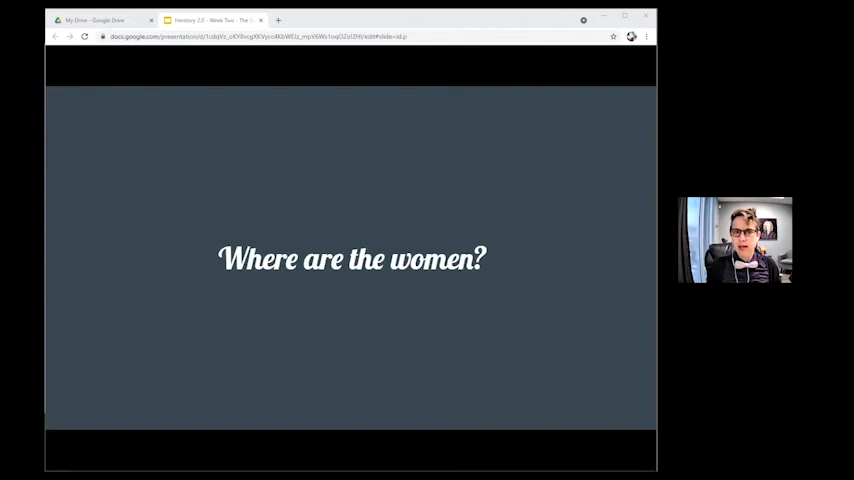 My Drive - Google Drive
Herstory 2.0 - Week Two - The
Where are the women?